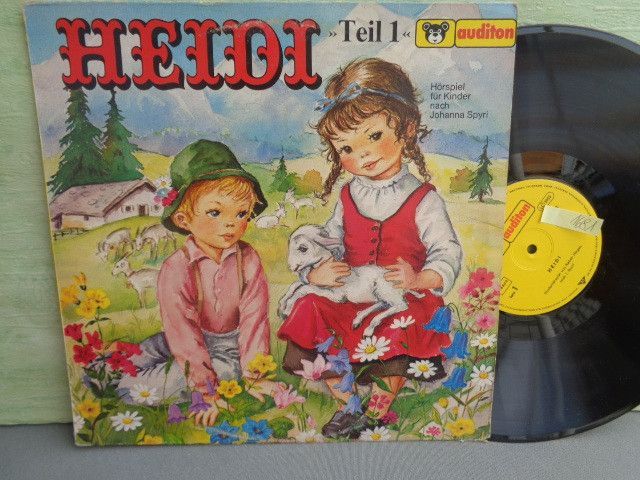 HEIDI
»Teil 1«
auditon
Hörspiel
für Kinder
nach
Johanna Spyri
auditon
HEIDI